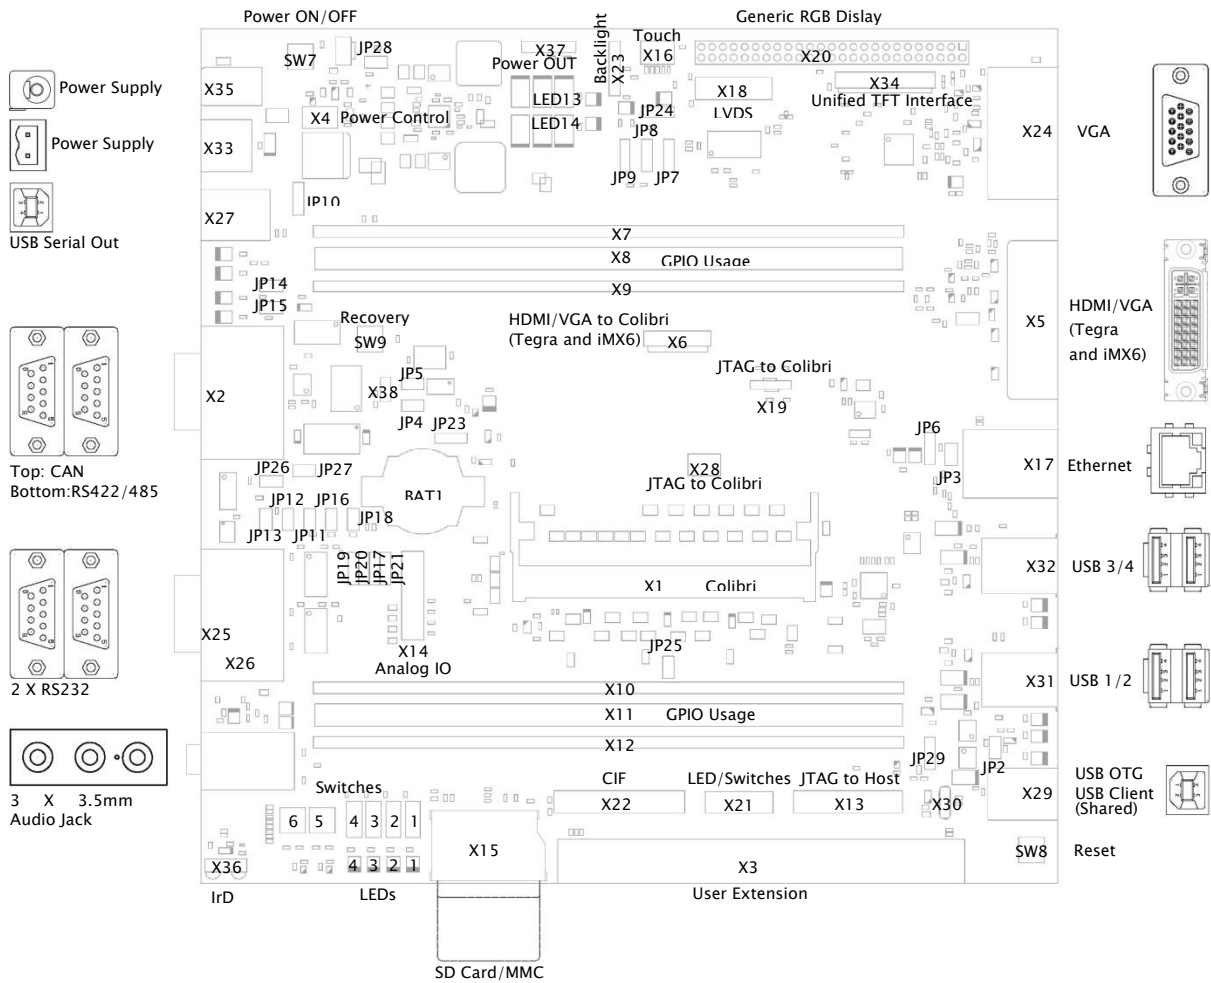 Power ON/OFF
Generic RGB Dislay
JP28
SW7
X37
Power OUT
Backlight
X23
Touch
X16
X20
X35
Power Supply
X4 Power Control
LED13
LED14
JP24
JP8
X18
LVDS
X34
Unified TFT Interface
X24
VGA
Power Supply
X33
JP9
JP7
JP10
X27
USB Serial Out
X7
X8
GPIO Usage
X9
JP14
JP15
Recovery
SW9
HDMI/VGA to Colibri
(Tegra and iMX6)
X6
X5
HDMI/VGA
(Tegra
and iMX6)
X2
JP5
X38
JP4
JP23
JTAG to Colibri
X19
JP6
JP3
X17
Ethernet
Top: CAN
Bottom:RS422/485
JP26
JP27
BAT1
X28
JTAG to Colibri
JP12
JP16
JP13
JP11
JP18
JP19
JP20
JP17
JP21
X1
Colibri
X32
USB 3/4
X25
X26
X14
Analog IO
JP25
2 X RS232
X10
X11
GPIO Usage
X12
X31
USB 1/2
JP29
JP2
3 X 3.5mm
Audio Jack
Switches
6 5 4 3 2 1
CIF
X22
LED/Switches
X21
JTAG to Host
X13
X30
X29
USB OTG
USB Client
(Shared)
X36
IrD
4 3 2 1
LEDs
X15
X3
User Extension
SW8
Reset
SD Card/MMC